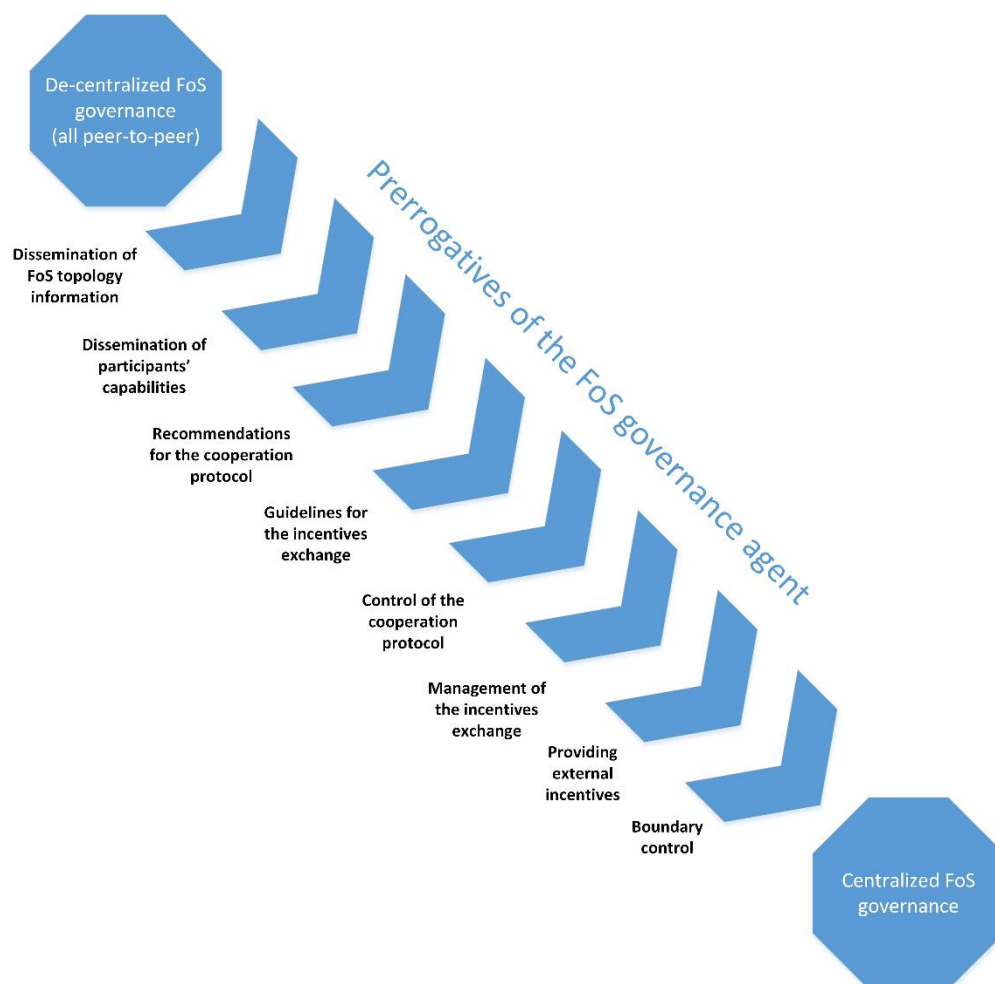 De-centralized FoS
governance
(all peer-to-peer)
Prerrogatives of the FoS governance agent
Dissemination of
FoS topology
information
Dissemination of
participants’
capabilities
Recommendations
for the cooperation
protocol
Guidelines for
the incentives
exchange
Control of the
cooperation
protocol
Management of
the incentives
exchange
Providing
external
incentives
Boundary
control
Centralized FoS
governance